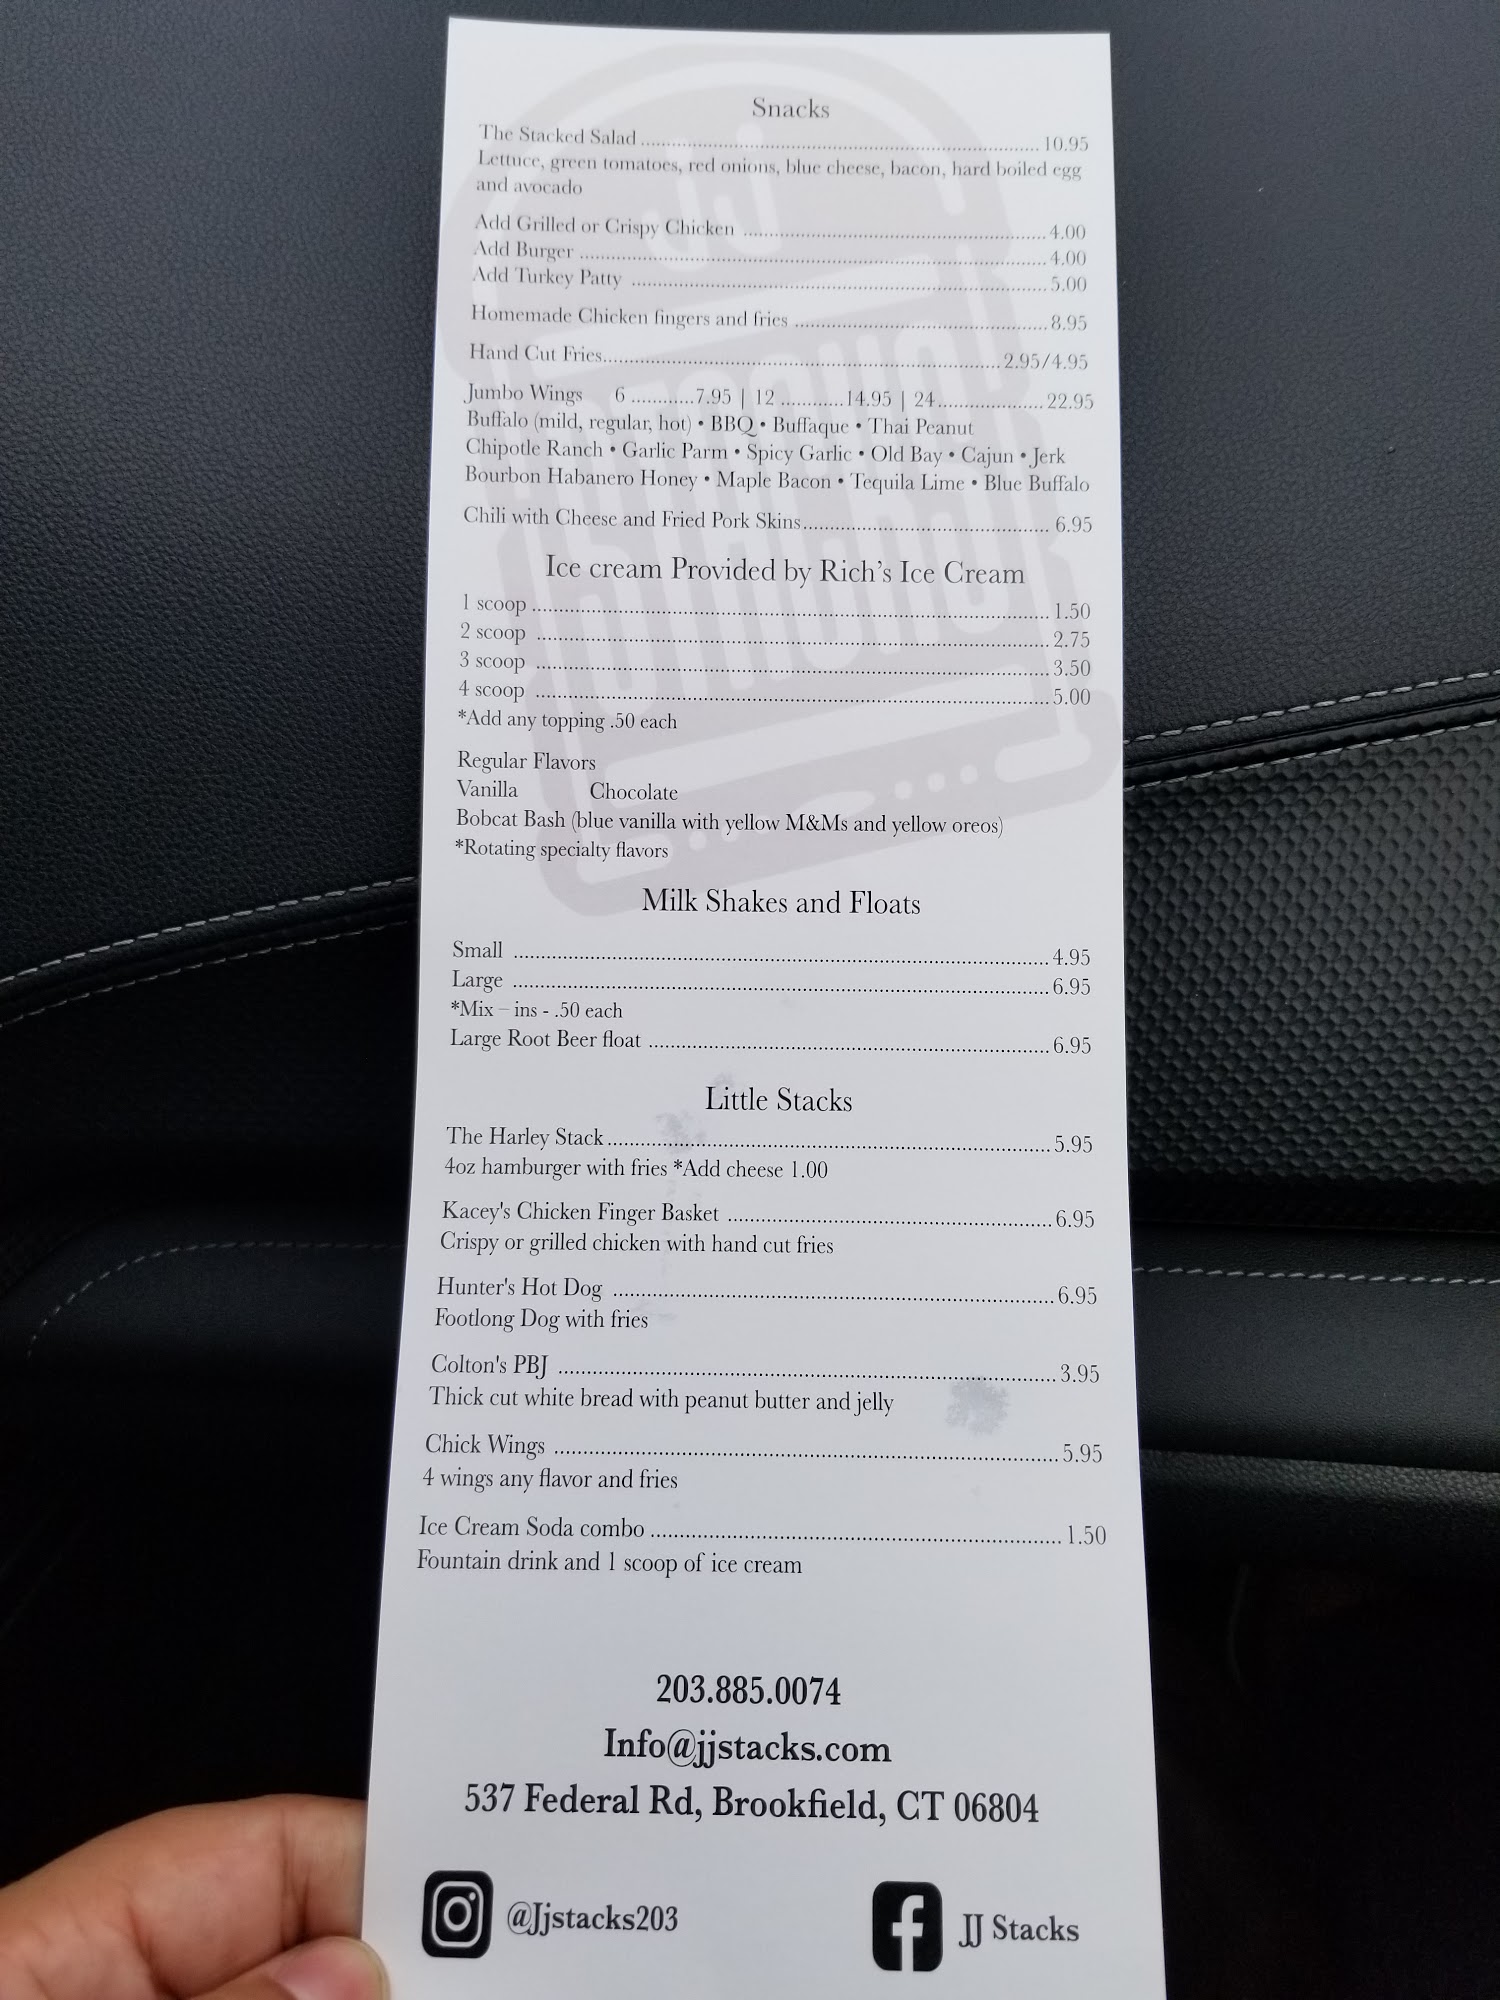 Snacks
The Stacked Salad ........ 10.95
Lettuce, green tomatoes, red onions, blue cheese, bacon, hard boiled egg
and avocado
Add Grilled or Crispy Chicken ........ 4.00
Add Burger ........ 4.00
Add Turkey Patty ........ 5.00
Homemade Chicken fingers and fries ........ 8.95
Hand Cut Fries ........ 2.95/4.95
Jumbo Wings 6 ............7.95 | 12 ............14.95 | 24 ........ 22.95
Buffalo (mild, regular, hot) • BBQ • Buffaque • Thai Peanut
Chipotle Ranch • Garlic Parm • Spicy Garlic • Old Bay • Cajun • Jerk
Bourbon Habanero Honey • Maple Bacon • Tequila Lime • Blue Buffalo
Chili with Cheese and Fried Pork Skins ........ 6.95
Ice cream Provided by Rich's Ice Cream
1 scoop ........ 1.50
2 scoop ........ 2.75
3 scoop ........ 3.50
4 scoop ........ 5.00
*Add any topping .50 each
Regular Flavors
Vanilla Chocolate
Bobcat Bash (blue vanilla with yellow M&Ms and yellow oreos)
*Rotating specialty flavors
Milk Shakes and Floats
Small ........ 4.95
Large ........ 6.95
*Mix – ins - .50 each
Large Root Beer float ........ 6.95
Little Stacks
The Harley Stack ........ 5.95
4oz hamburger with fries *Add cheese 1.00
Kacey's Chicken Finger Basket ........ 6.95
Crispy or grilled chicken with hand cut fries
Hunter's Hot Dog ........ 6.95
Footlong Dog with fries
Colton's PBJ ........ 3.95
Thick cut white bread with peanut butter and jelly
Chick Wings ........ 5.95
4 wings any flavor and fries
Ice Cream Soda combo ........ 1.50
Fountain drink and 1 scoop of ice cream
203.885.0074
Info@jjstacks.com
537 Federal Rd, Brookfield, CT 06804
@Jjstacks203
JJ Stacks